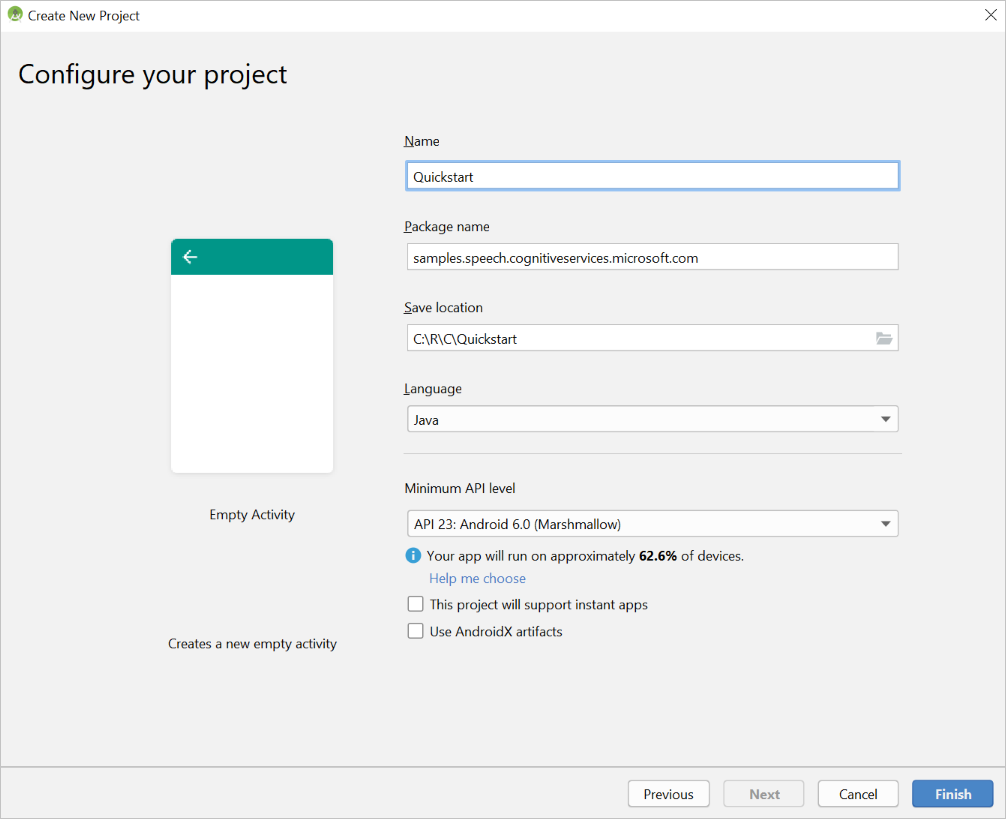 Create New Project
Configure your project
Name
Quickstart
Package name
samples.speech.cognitiveservices.microsoft.com
Save location
C:\R\C\Quickstart
Language
Java
Minimum API level
API 23: Android 6.0 (Marshmallow)
Your app will run on approximately 62.6% of devices.
Help me choose
This project will support instant apps
Use AndroidX artifacts
Empty Activity
Creates a new empty activity
Previous
Next
Cancel
Finish